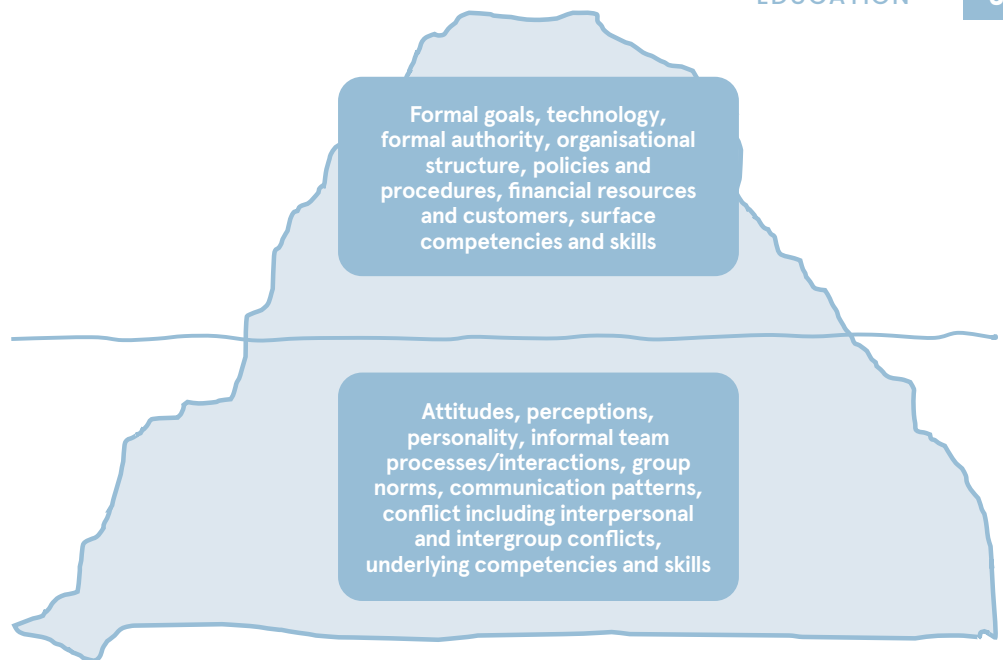 EDUCATION
Formal goals, technology,
formal authority, organisational
structure, policies and
procedures, financial resources
and customers, surface
competencies and skills
Attitudes, perceptions,
personality, informal team
processes/interactions, group
norms, communication patterns,
conflict including interpersonal
and intergroup conflicts,
underlying competencies and skills